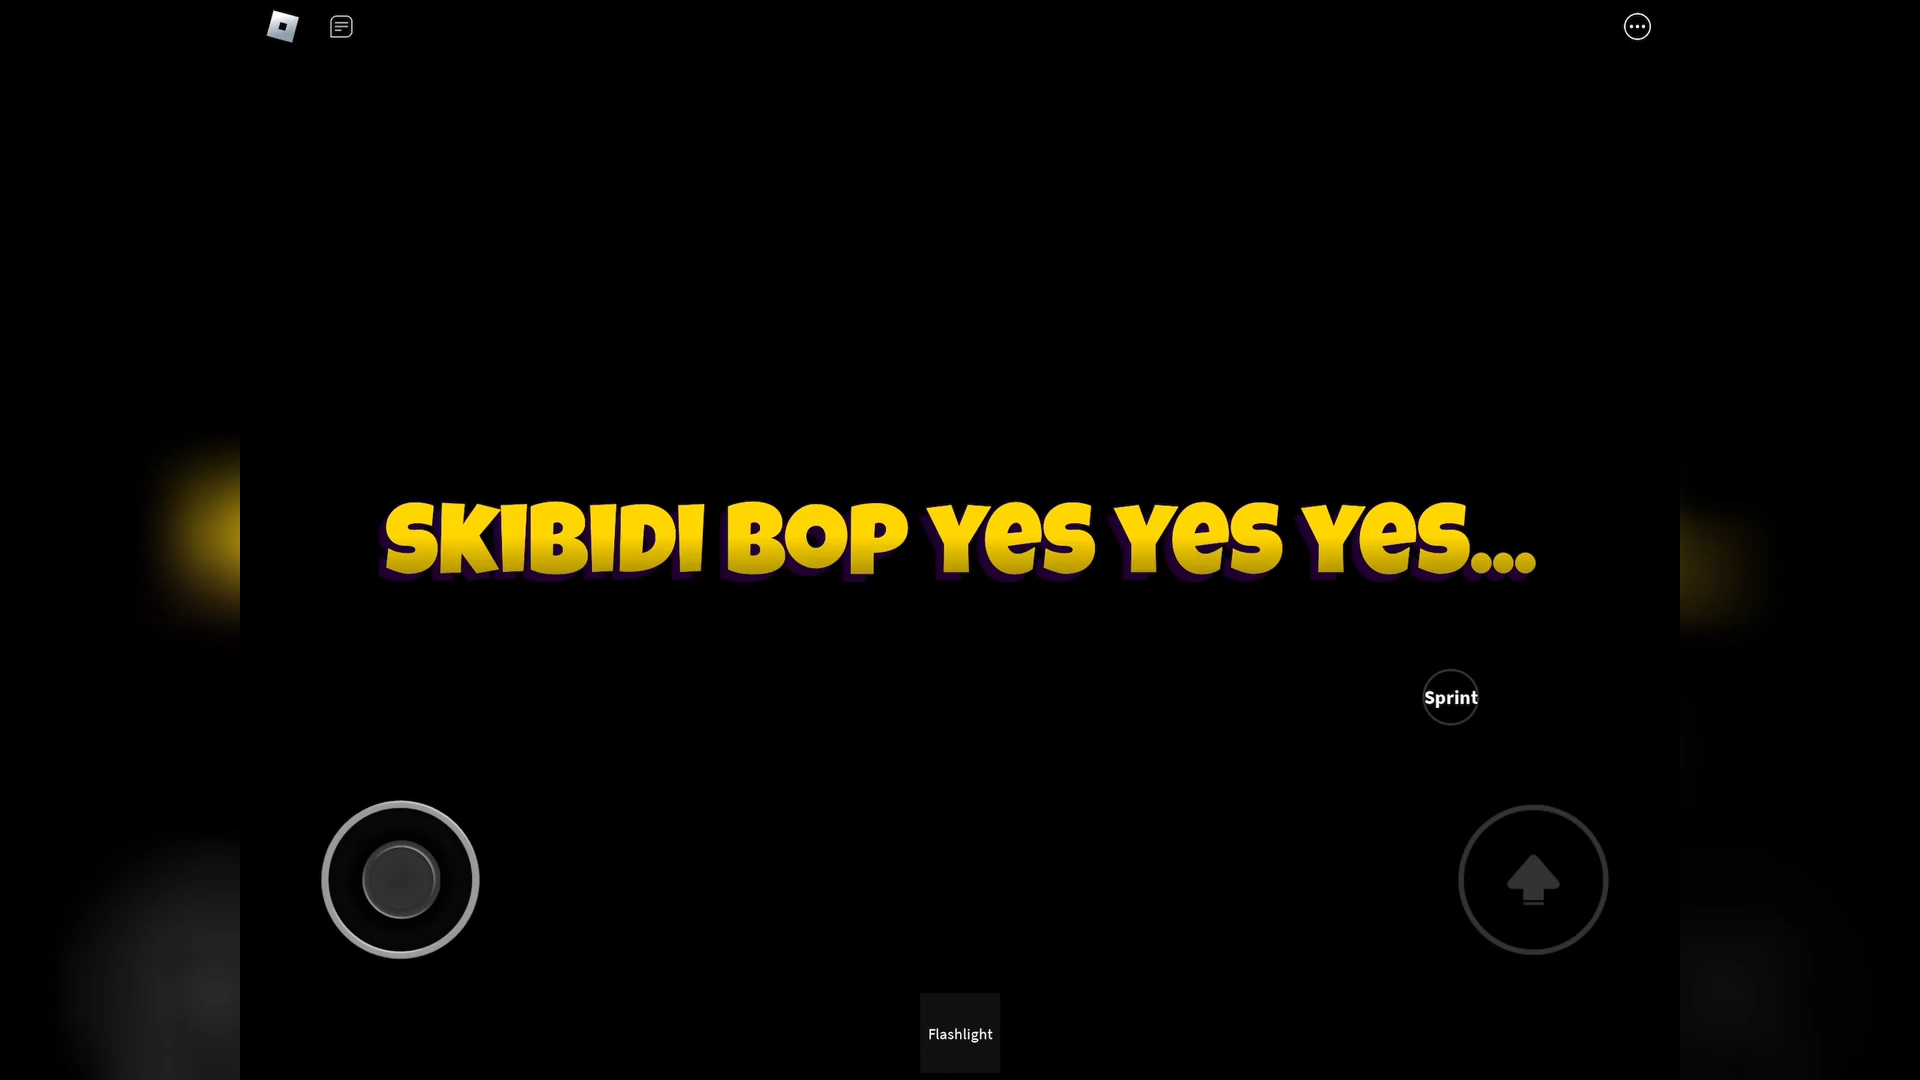 SKIBIDI BOP YES YES YES...
Sprint
Flashlight